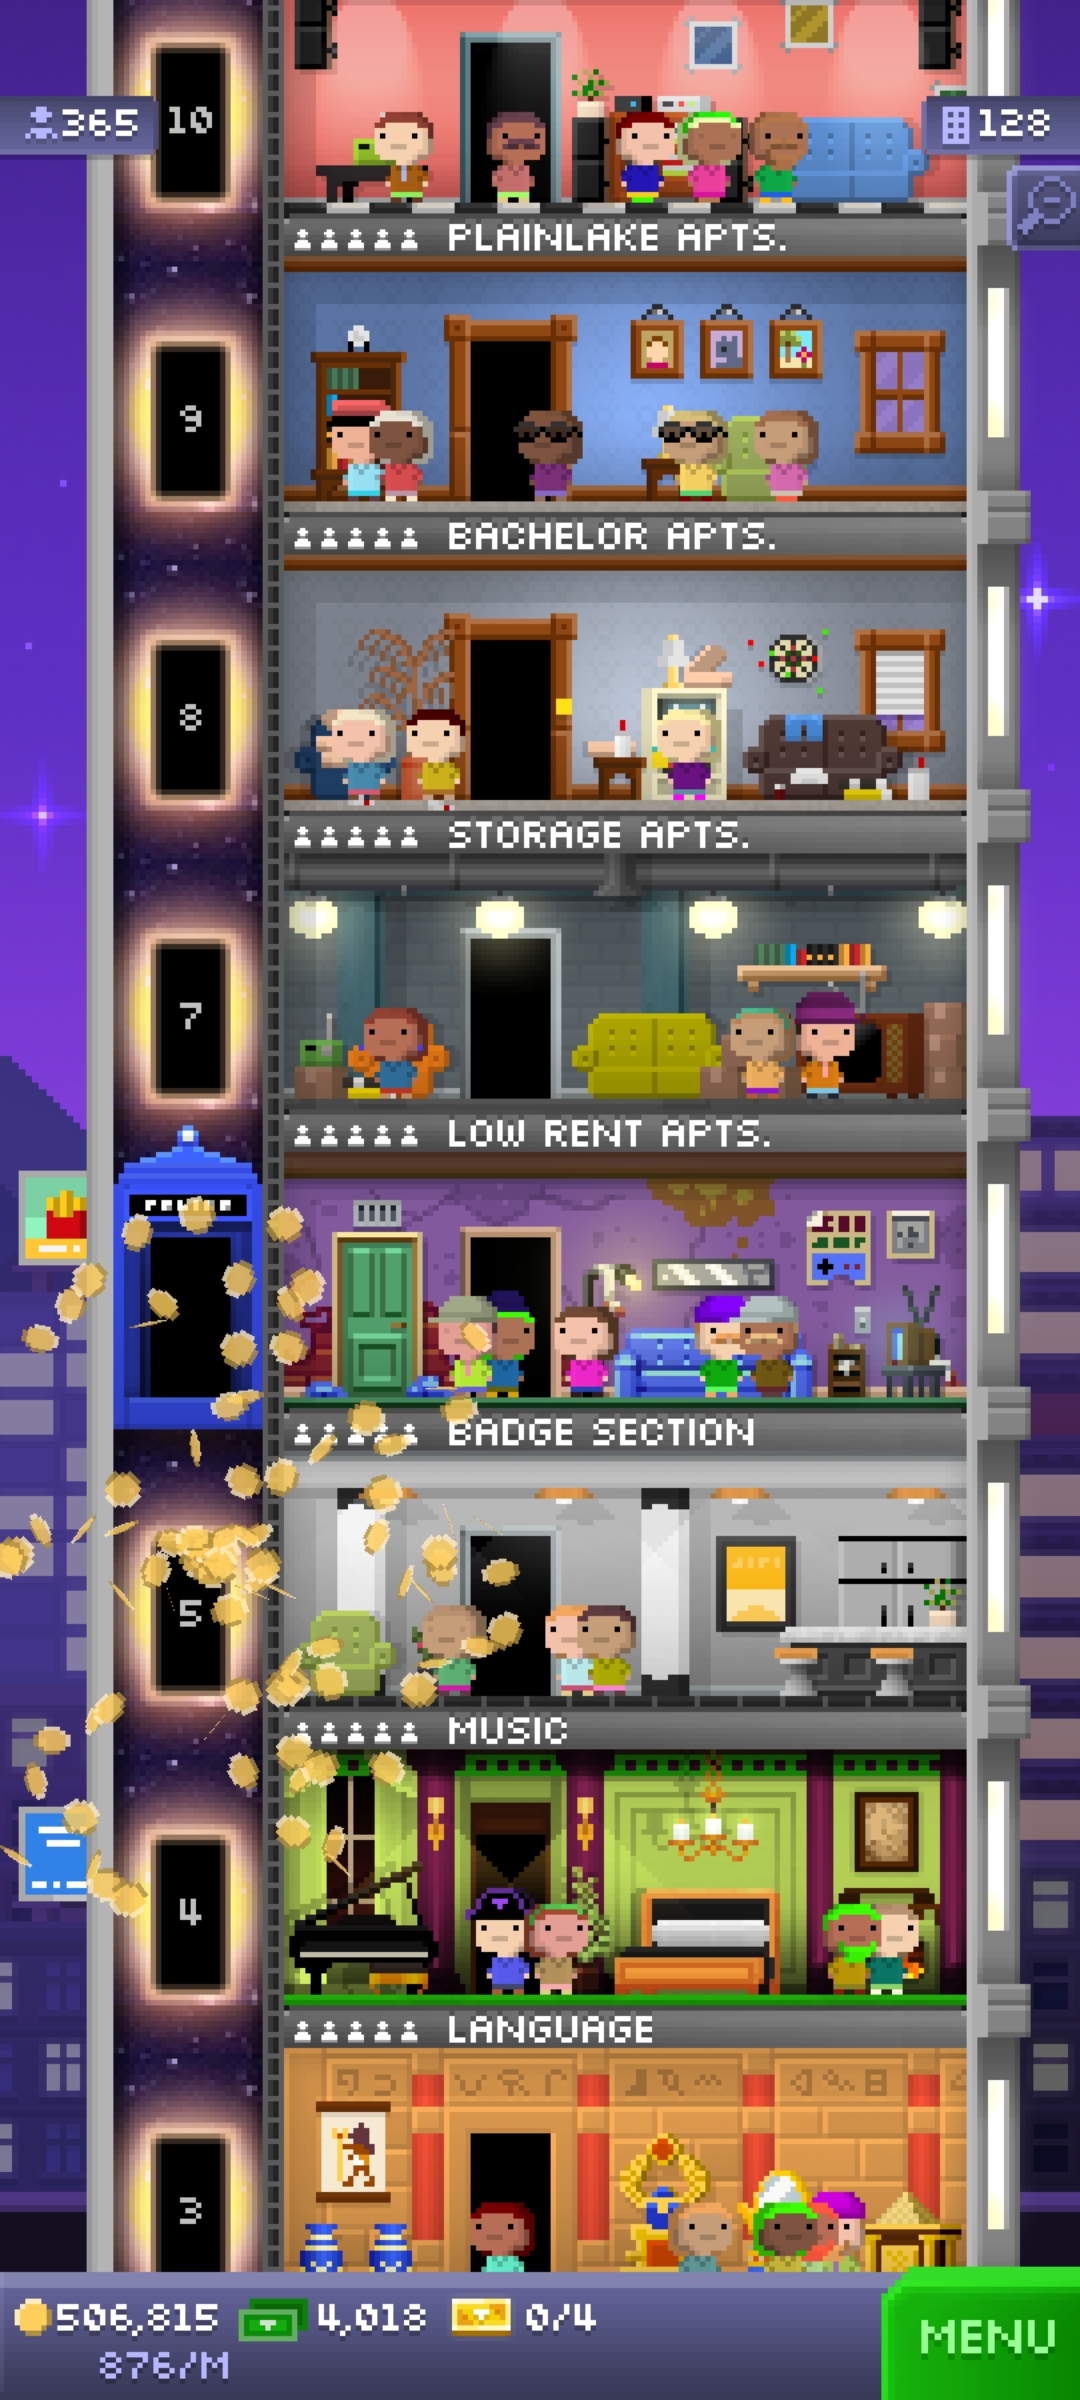 10
365
128
PLAINLAKE APTS.
9
BACHELOR APTS.
8
STORAGE APTS.
7
LOW RENT APTS.
BADGE SECTION
5
MUSIC
4
LANGUAGE
3
506,815
4,018
0/4
876/M
MENU